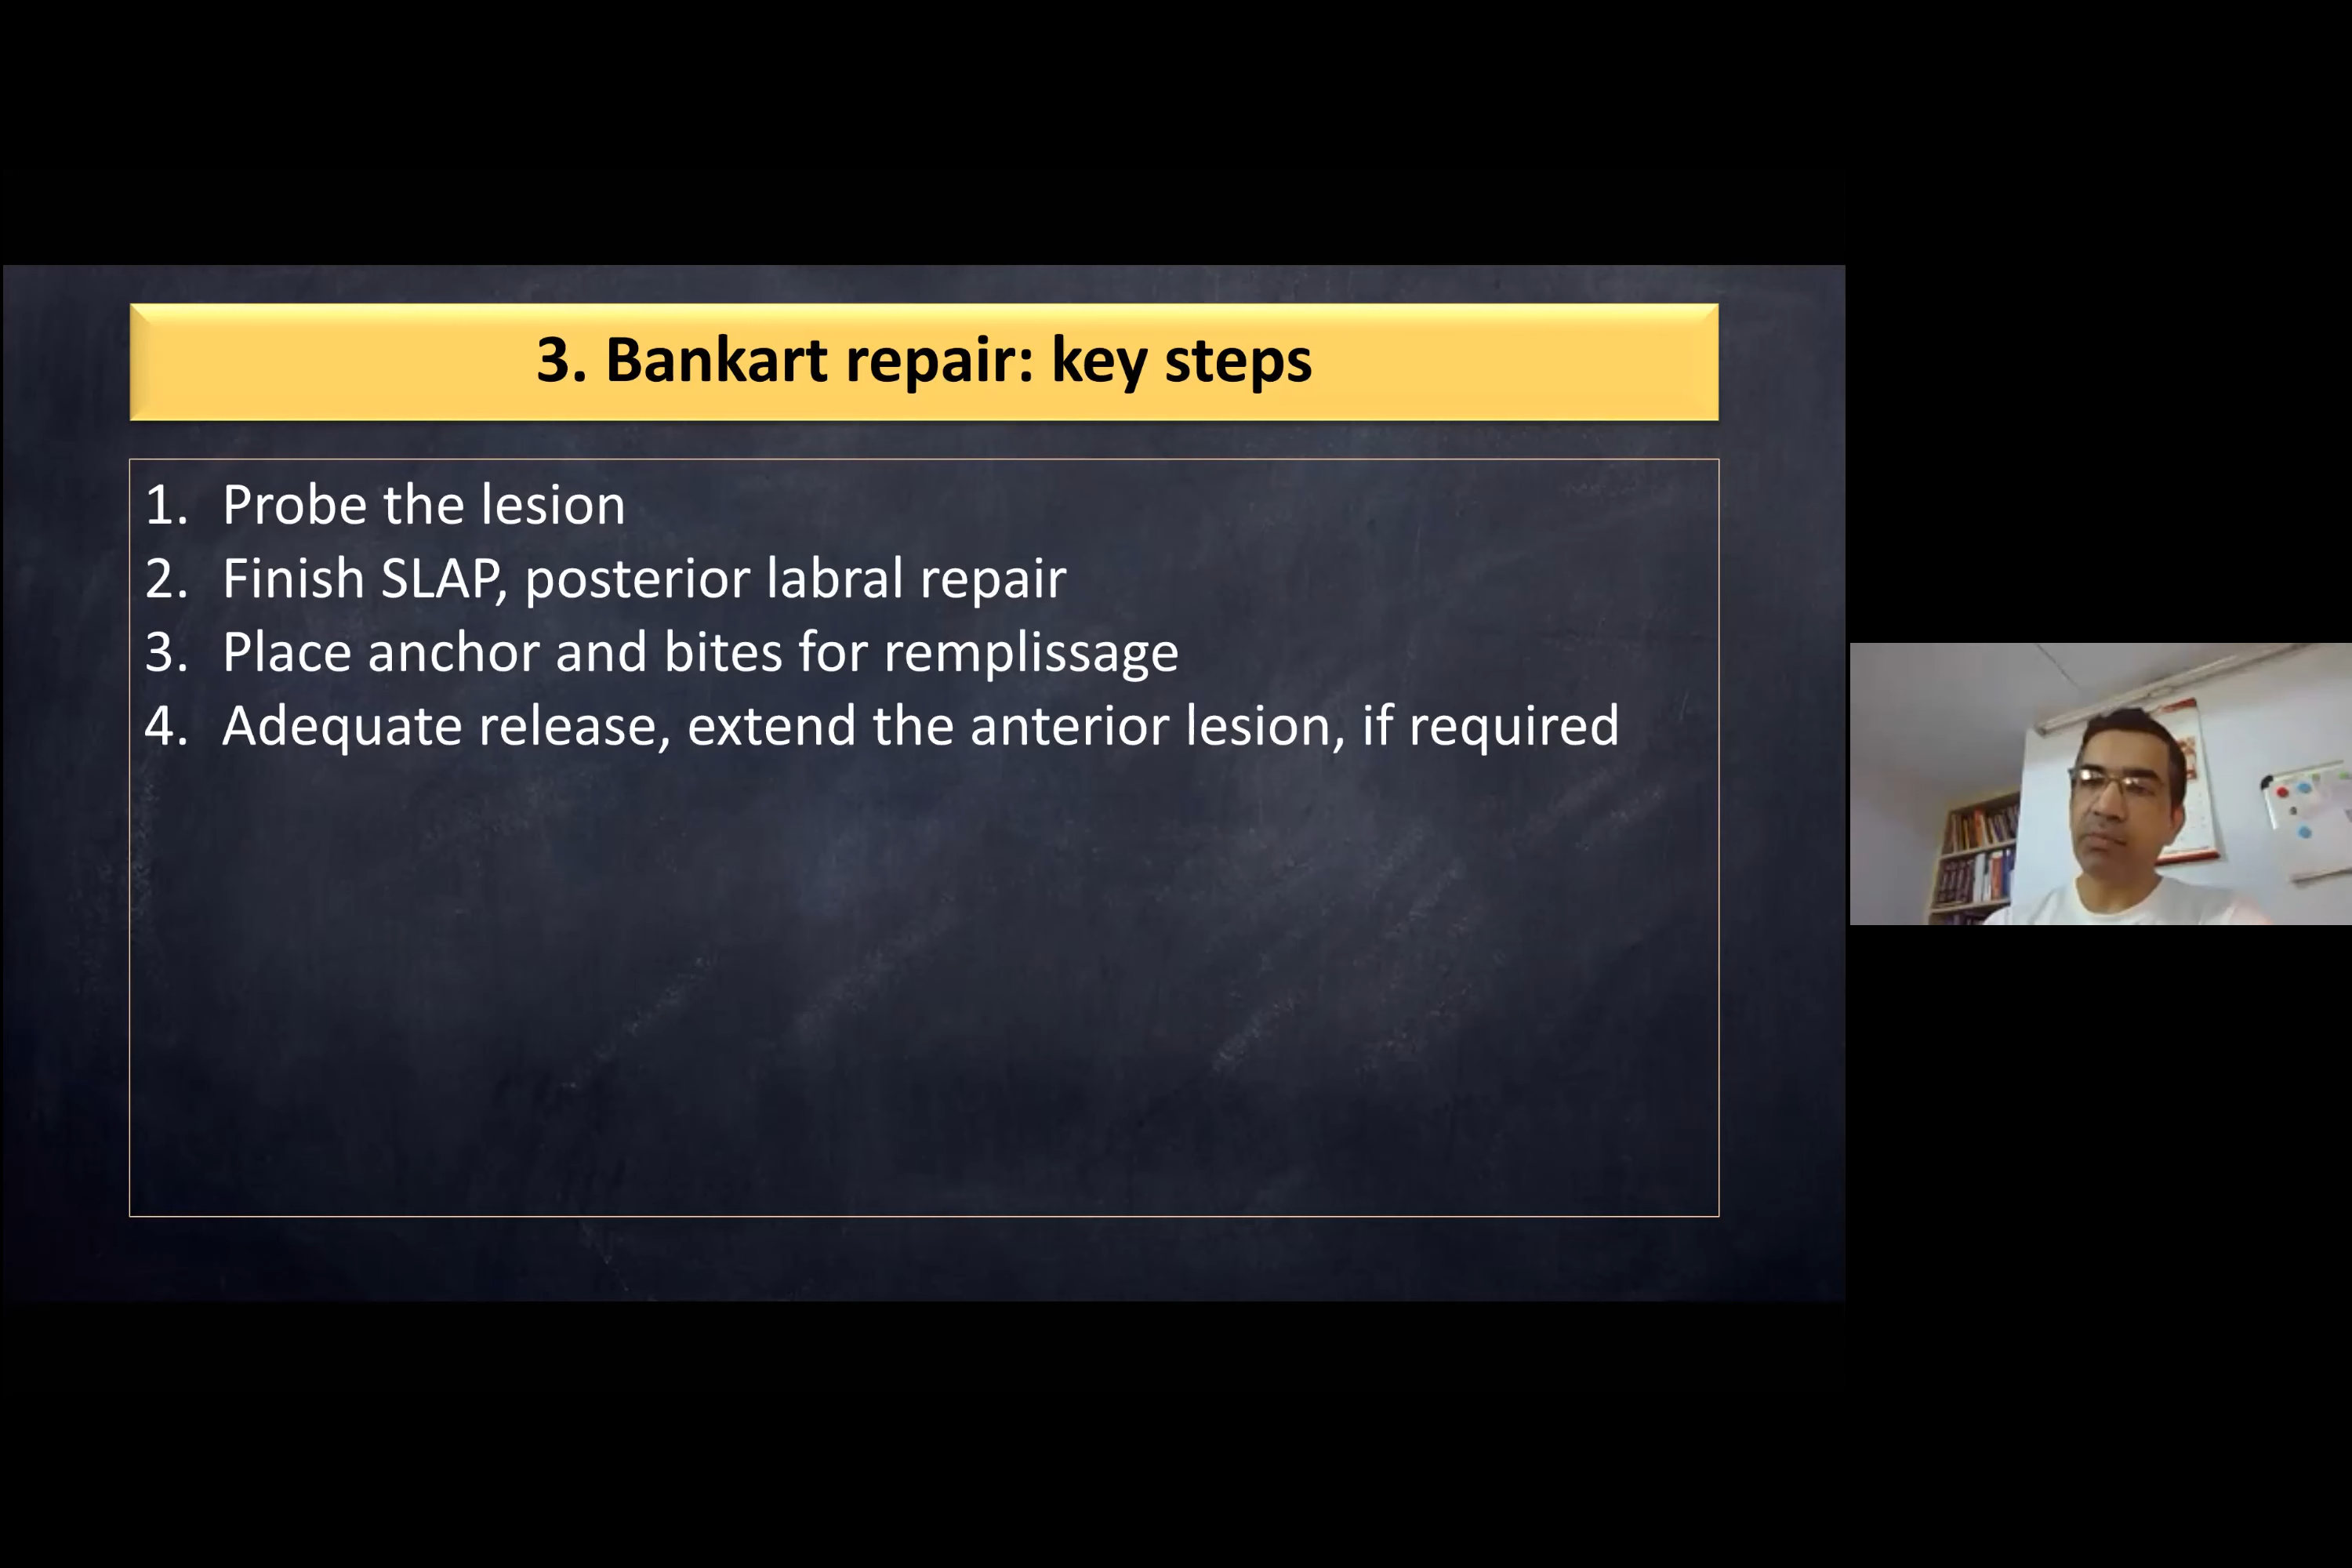 3. Bankart repair: key steps
1. Probe the lesion
2. Finish SLAP, posterior labral repair
3. Place anchor and bites for remplissage
4. Adequate release, extend the anterior lesion, if required